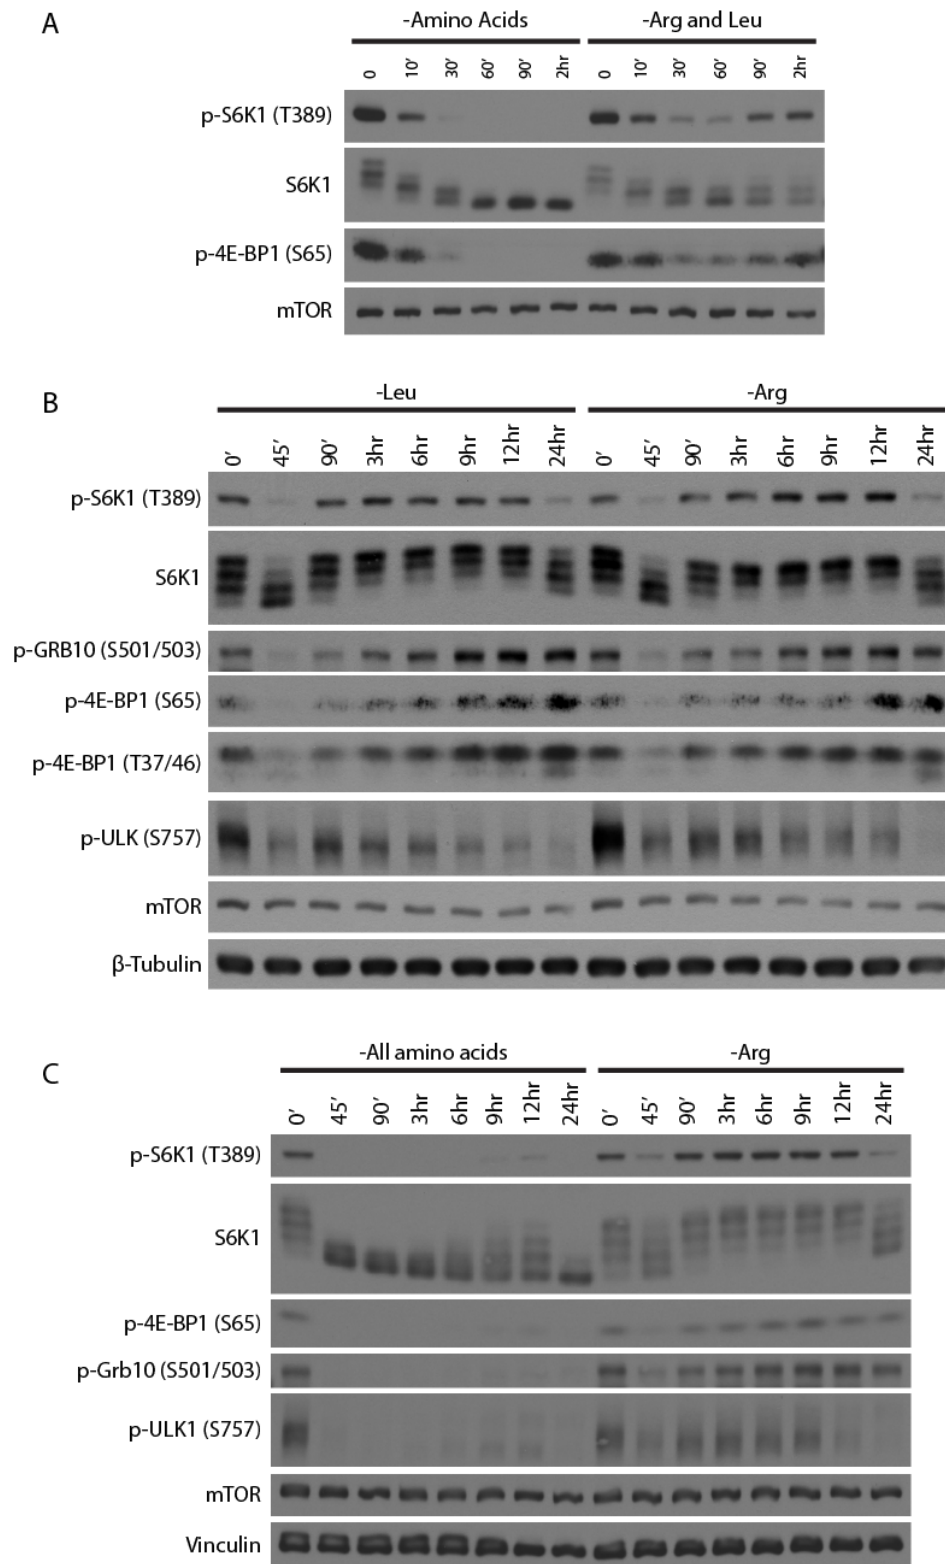 A
-Amino Acids -Arg and Leu
0 10' 30' 60' 90' 2hr 0 10' 30' 60' 90' 2hr
p-S6K1 (T389)
S6K1
p-4E-BP1 (S65)
mTOR
B
-Leu -Arg
0' 45' 90' 3hr 6hr 9hr 12hr 24hr 0' 45' 90' 3hr 6hr 9hr 12hr 24hr
p-S6K1 (T389)
S6K1
p-GRB10 (S501/503)
p-4E-BP1 (S65)
p-4E-BP1 (T37/46)
p-ULK (S757)
mTOR
β-Tubulin
C
-All amino acids -Arg
0' 45' 90' 3hr 6hr 9hr 12hr 24hr 0' 45' 90' 3hr 6hr 9hr 12hr 24hr
p-S6K1 (T389)
S6K1
p-4E-BP1 (S65)
p-Grb10 (S501/503)
p-ULK1 (S757)
mTOR
Vinculin